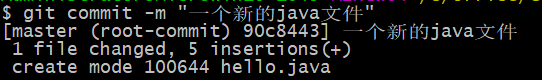 $ git commit -m "一个新的java文件"
[master (root-commit) 90c8443] 一个新的java文件
 1 file changed, 5 insertions(+)
 create mode 100644 hello.java